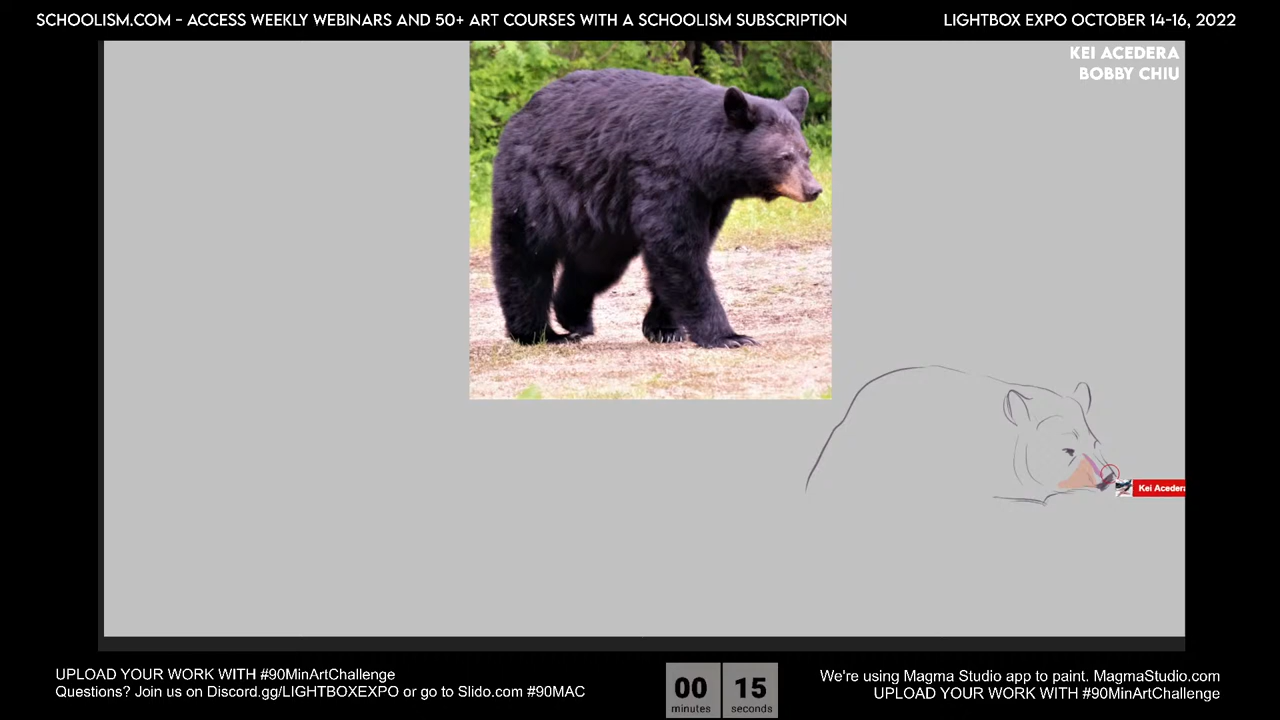 SCHOOLISM.COM - ACCESS WEEKLY WEBINARS AND 50+ ART COURSES WITH A SCHOOLISM SUBSCRIPTION
LIGHTBOX EXPO OCTOBER 14-16, 2022
KEI ACEDERA
BOBBY CHIU
Kei Acedera
UPLOAD YOUR WORK WITH #90MinArtChallenge
Questions? Join us on Discord.gg/LIGHTBOXEXPO or go to Slido.com #90MAC
00 15
minutes seconds
We're using Magma Studio app to paint. MagmaStudio.com
UPLOAD YOUR WORK WITH #90MinArtChallenge